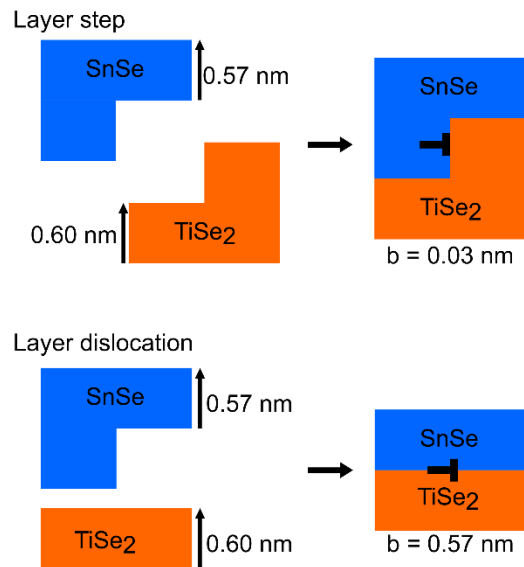 Layer step
SnSe
0.57 nm
SnSe
0.60 nm
TiSe2
TiSe2
b = 0.03 nm
Layer dislocation
SnSe
0.57 nm
SnSe
TiSe2
0.60 nm
TiSe2
b = 0.57 nm